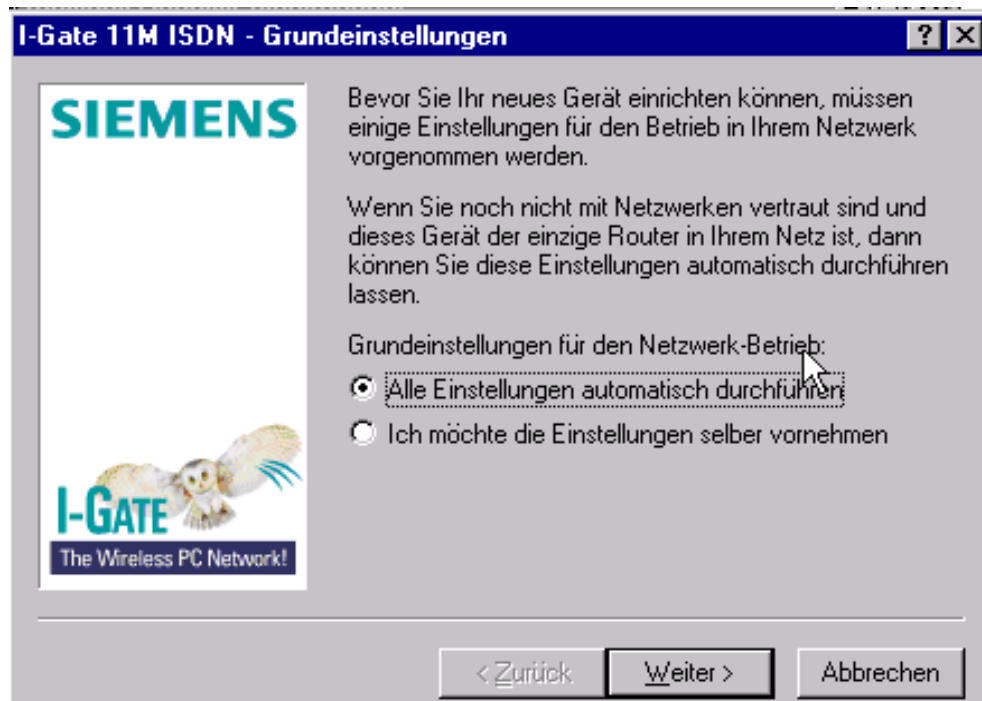 I-Gate 11M ISDN - Grundeinstellungen
SIEMENS
Bevor Sie Ihr neues Gerät einrichten können, müssen
einige Einstellungen für den Betrieb in Ihrem Netzwerk
vorgenommen werden.
Wenn Sie noch nicht mit Netzwerken vertraut sind und
dieses Gerät der einzige Router in Ihrem Netz ist, dann
können Sie diese Einstellungen automatisch durchführen
lassen.
Grundeinstellungen für den Netzwerk-Betrieb:
Alle Einstellungen automatisch durchführen
Ich möchte die Einstellungen selber vornehmen
I-GATE
The Wireless PC Network!
< Zurück
Weiter >
Abbrechen